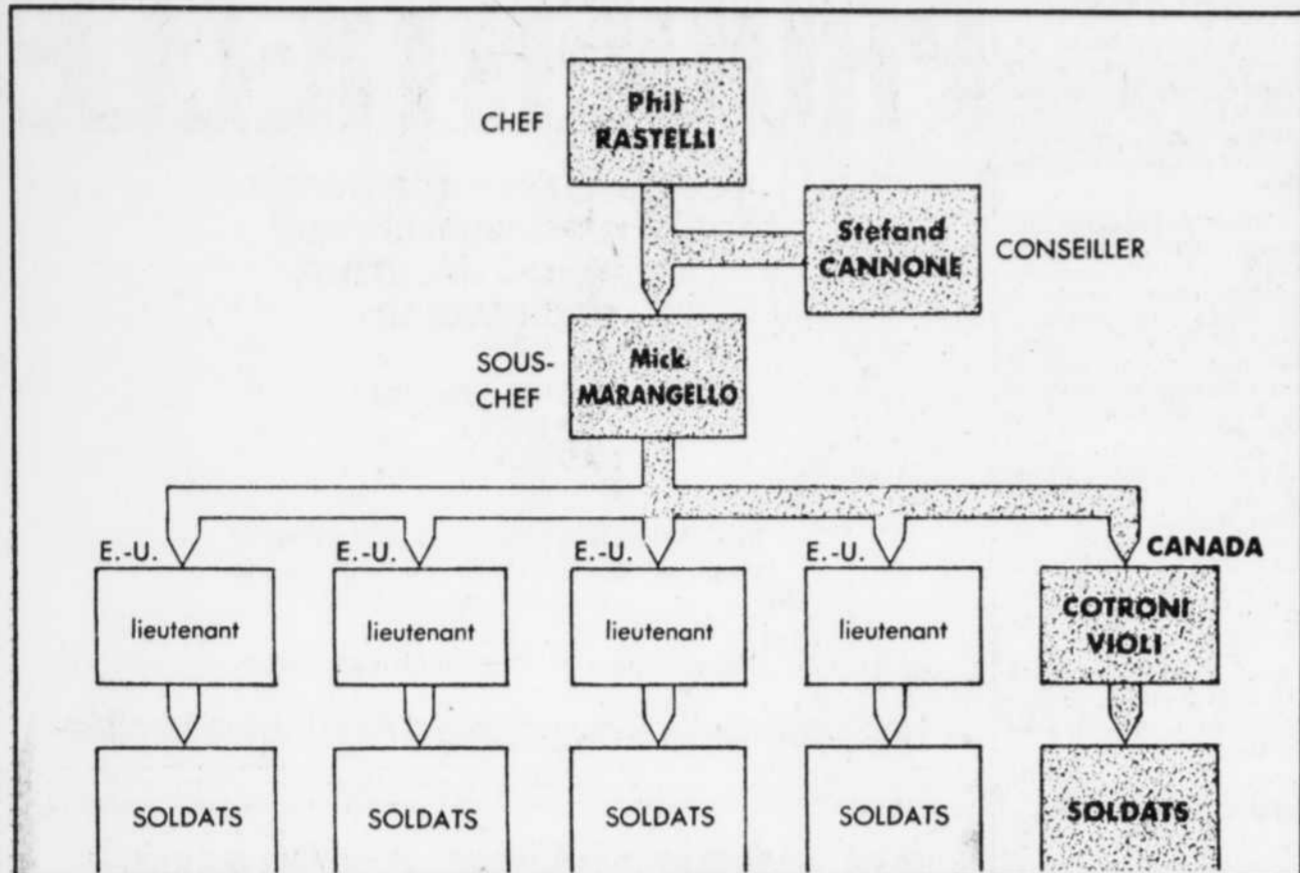 CHEF
Phil
RASTELLI
Stefand
CANNONE
CONSEILLER
SOUS-
CHEF
Mick
MARANGELLO
E.-U.
E.-U.
E.-U.
E.-U.
CANADA
lieutenant
lieutenant
lieutenant
lieutenant
COTRONI
VIOLI
SOLDATS
SOLDATS
SOLDATS
SOLDATS
SOLDATS